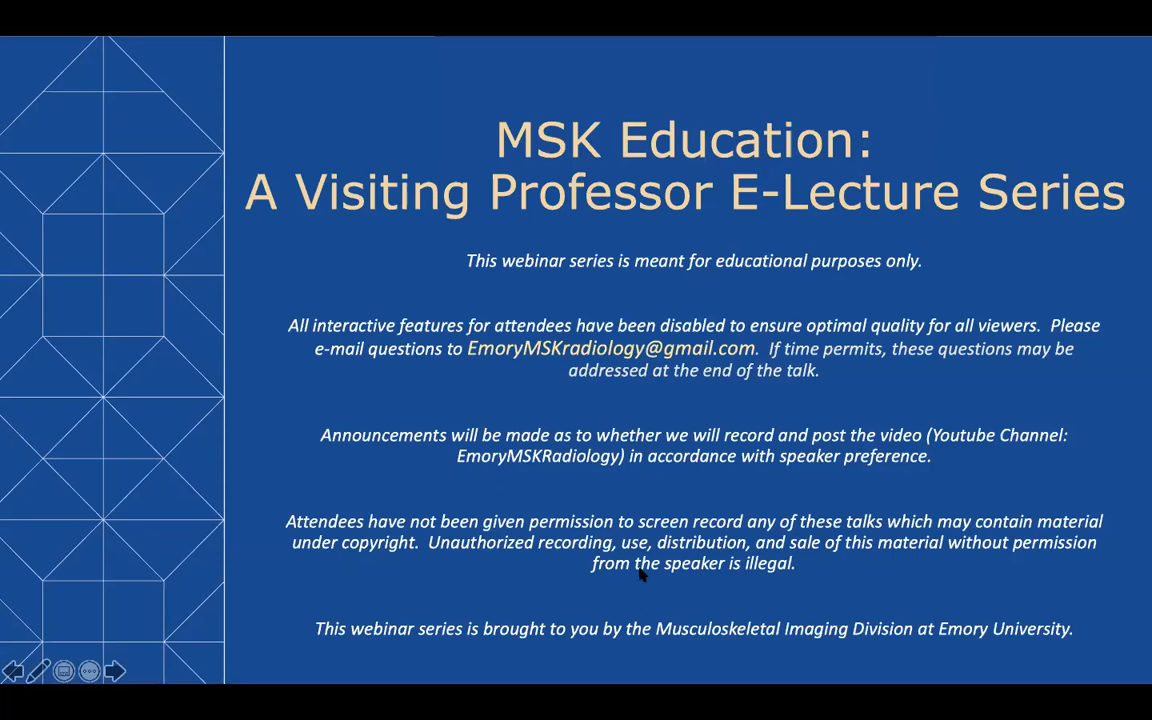 MSK Education:
A Visiting Professor E-Lecture Series
This webinar series is meant for educational purposes only.
All interactive features for attendees have been disabled to ensure optimal quality for all viewers.  Please
e-mail questions to EmoryMSKradiology@gmail.com.  If time permits, these questions may be
addressed at the end of the talk.
Announcements will be made as to whether we will record and post the video (Youtube Channel:
EmoryMSKRadiology) in accordance with speaker preference.
Attendees have not been given permission to screen record any of these talks which may contain material
under copyright.  Unauthorized recording, use, distribution, and sale of this material without permission
from the speaker is illegal.
This webinar series is brought to you by the Musculoskeletal Imaging Division at Emory University.